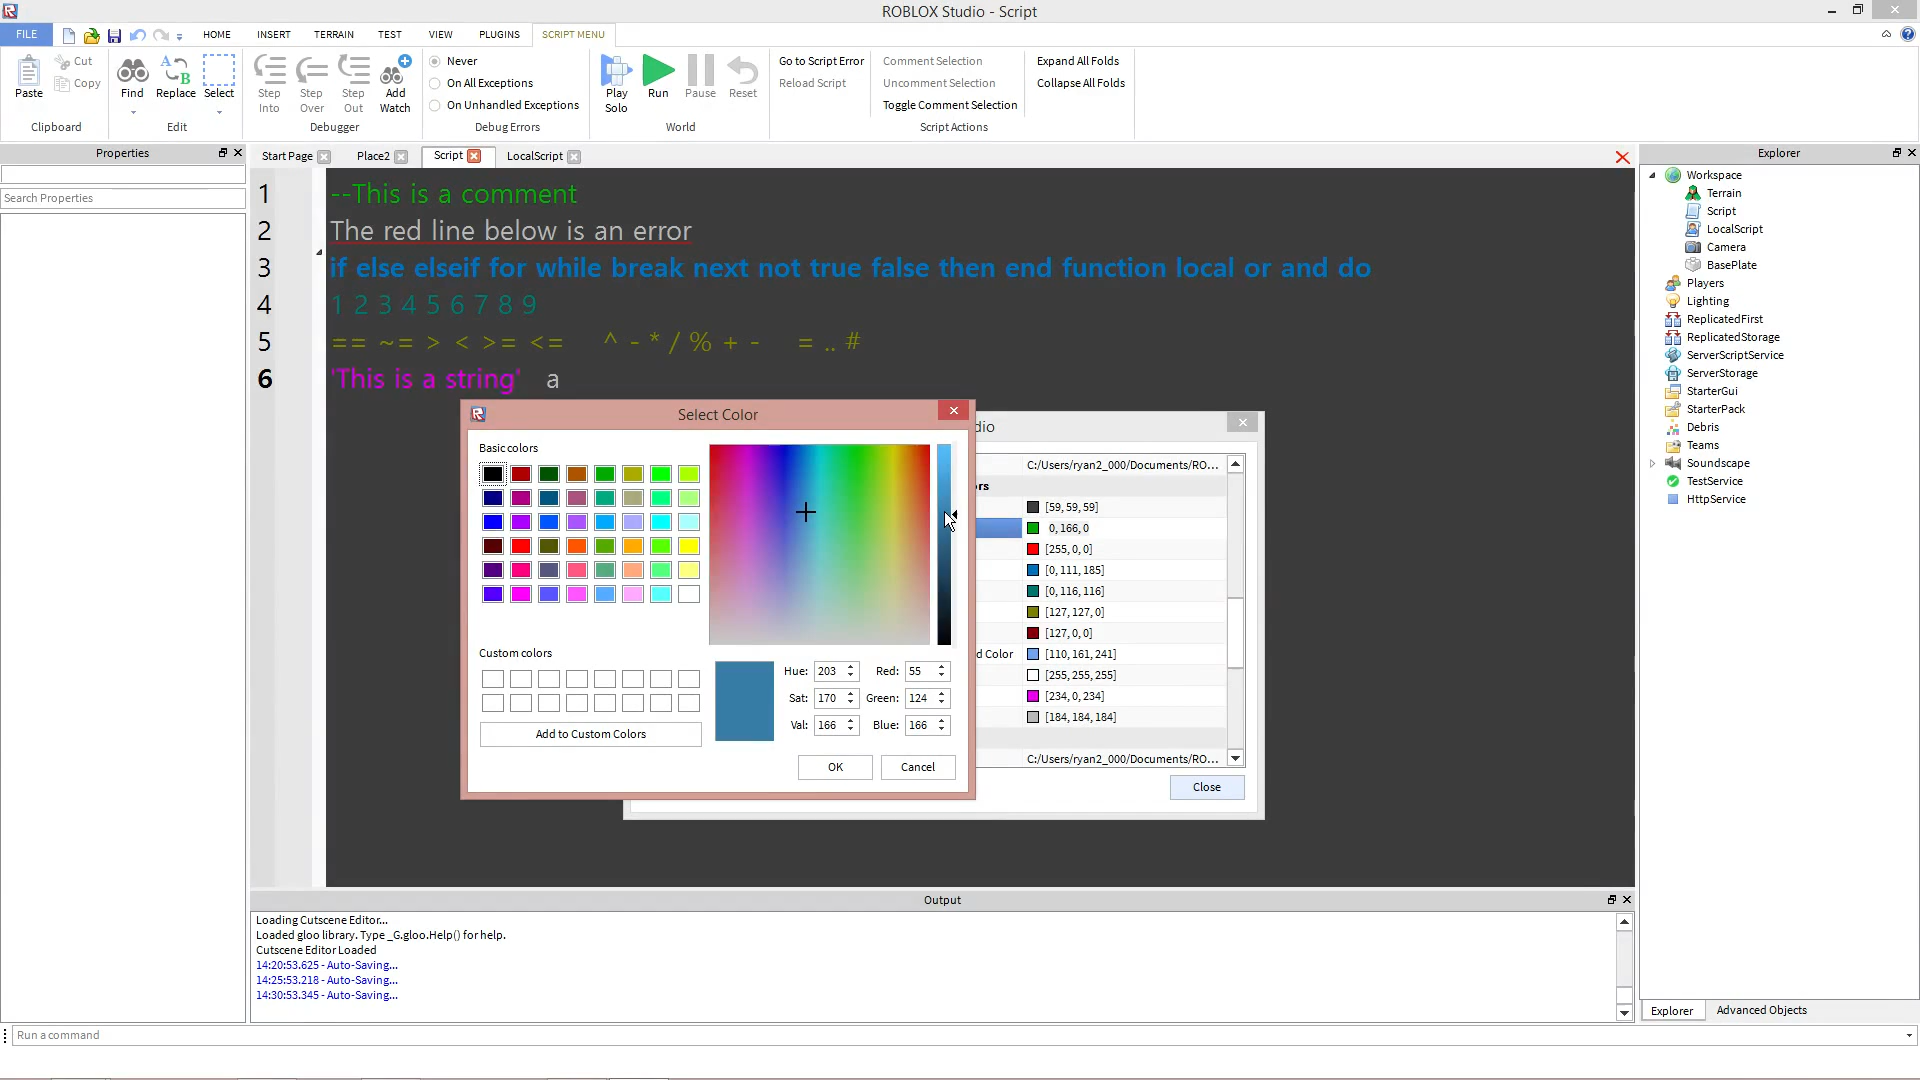 ROBLOX Studio - Script
FILE
HOME
INSERT
TERRAIN
TEST
VIEW
PLUGINS
SCRIPT MENU
Paste
Cut
Copy
Clipboard
Find
Replace
Select
Edit
Step Into
Step Over
Step Out
Add Watch
Debugger
Never
On All Exceptions
On Unhandled Exceptions
Debug Errors
Play Solo
Run
Pause
Reset
World
Go to Script Error
Reload Script
Comment Selection
Uncomment Selection
Toggle Comment Selection
Expand All Folds
Collapse All Folds
Script Actions
Properties
Search Properties
Start Page
Place2
Script
LocalScript
1 --This is a comment
2 The red line below is an error
3 if else elseif for while break next not true false then end function local or and do
4 1 2 3 4 5 6 7 8 9
5 == ~= > < >= <= ^ - * / % + - = .. #
6 'This is a string' a
Select Color
Basic colors
Custom colors
Add to Custom Colors
Hue: 203
Red: 55
Sat: 170
Green: 124
Val: 166
Blue: 166
OK
Cancel
dio
C:/Users/ryan2_000/Documents/RO...
rs
[59, 59, 59]
0, 166, 0
[255, 0, 0]
[0, 111, 185]
[0, 116, 116]
[127, 127, 0]
[127, 0, 0]
d Color [110, 161, 241]
[255, 255, 255]
[234, 0, 234]
[184, 184, 184]
C:/Users/ryan2_000/Documents/RO...
Close
Output
Loading Cutscene Editor...
Loaded gloo library. Type _G.gloo.Help() for help.
Cutscene Editor Loaded
14:20:53.625 - Auto-Saving...
14:25:53.218 - Auto-Saving...
14:30:53.345 - Auto-Saving...
Run a command
Explorer
Workspace
Terrain
Script
LocalScript
Camera
BasePlate
Players
Lighting
ReplicatedFirst
ReplicatedStorage
ServerScriptService
ServerStorage
StarterGui
StarterPack
Debris
Teams
Soundscape
TestService
HttpService
Explorer
Advanced Objects